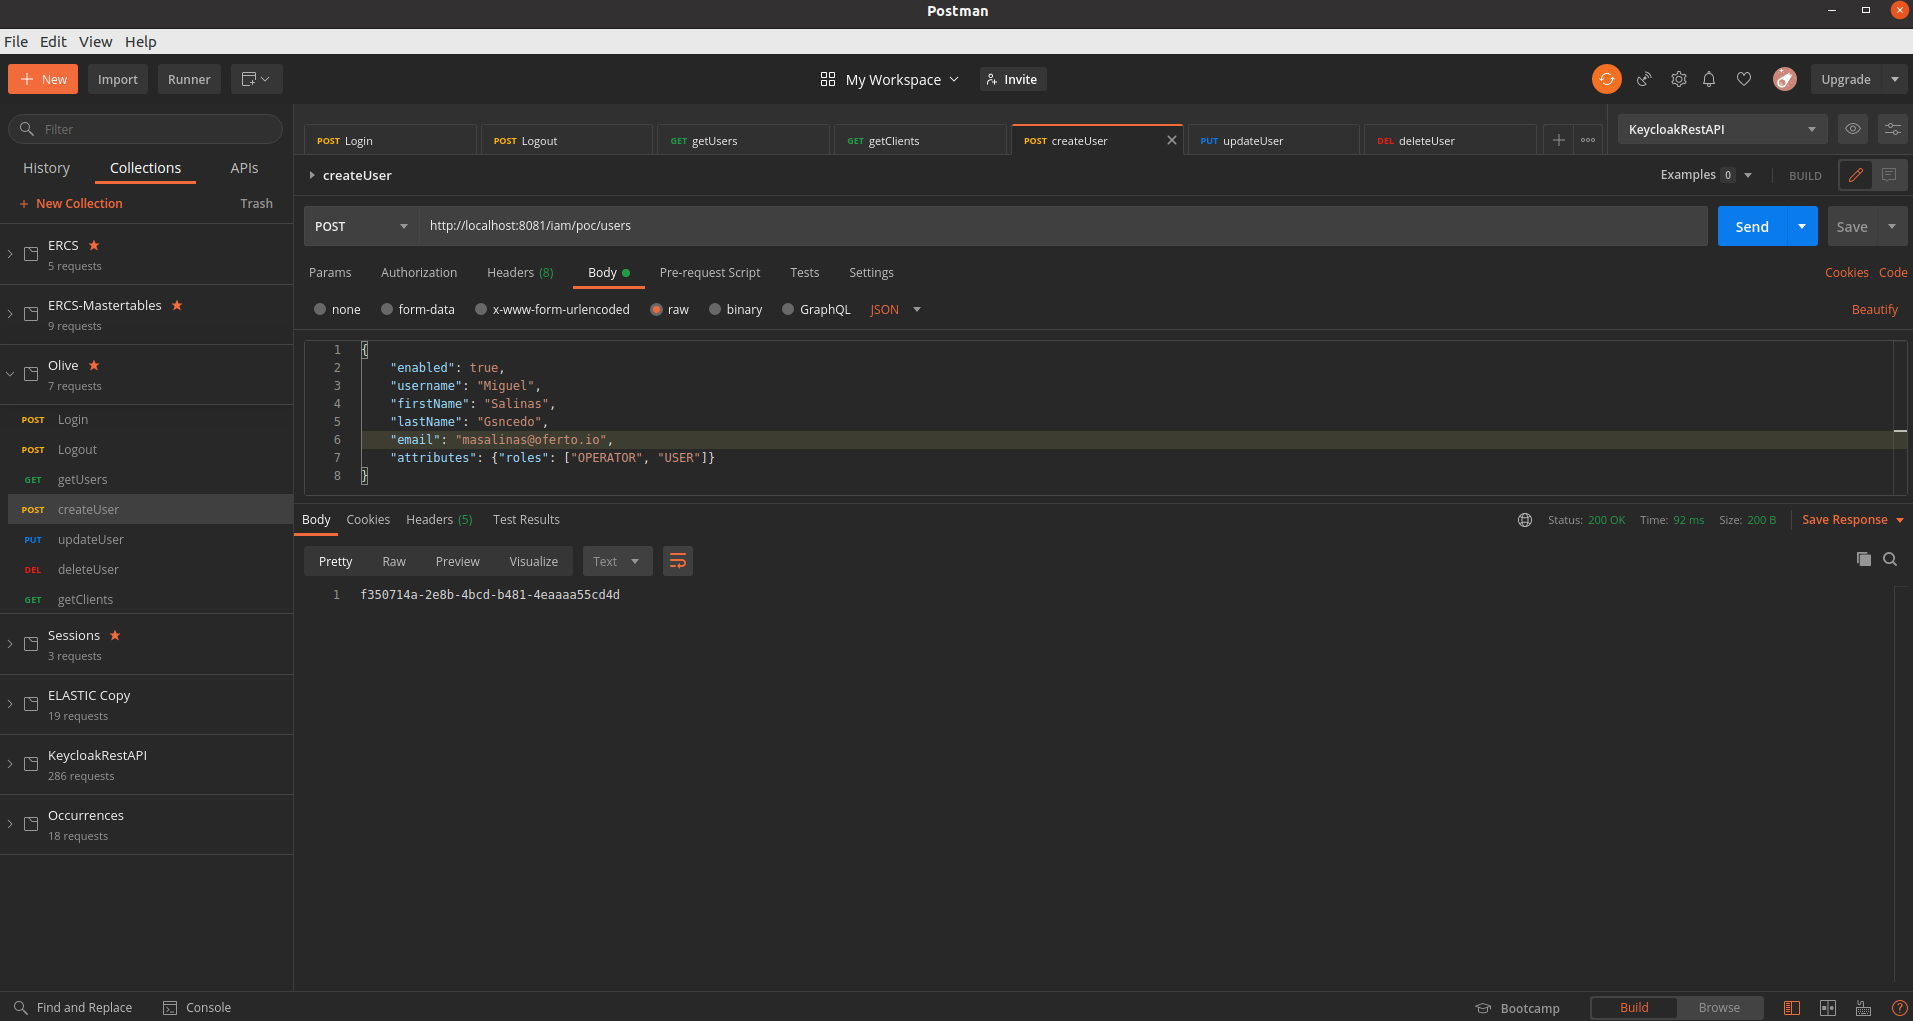 Postman
File Edit View Help
New Import Runner My Workspace Invite Upgrade
Filter
History Collections APIs
New Collection Trash
ERCS
5 requests
ERCS-Mastertables
9 requests
Olive
7 requests
POST Login
POST Logout
GET getUsers
POST createUser
PUT updateUser
DEL deleteUser
GET getClients
Sessions
3 requests
ELASTIC Copy
19 requests
KeycloakRestAPI
286 requests
Occurrences
18 requests
POST Login POST Logout GET getUsers GET getClients POST createUser PUT updateUser DEL deleteUser KeycloakRestAPI
createUser Examples 0 BUILD
POST http://localhost:8081/iam/poc/users Send Save
Params Authorization Headers (8) Body Pre-request Script Tests Settings Cookies Code
none form-data x-www-form-urlencoded raw binary GraphQL JSON Beautify
1 {
2 "enabled": true,
3 "username": "Miguel",
4 "firstName": "Salinas",
5 "lastName": "Gsncedo",
6 "email": "masalinas@oferto.io",
7 "attributes": {"roles": ["OPERATOR", "USER"]}
8 }
Body Cookies Headers (5) Test Results Status: 200 OK Time: 92 ms Size: 200 B Save Response
Pretty Raw Preview Visualize Text
1 f350714a-2e8b-4bcd-b481-4eaaaa55cd4d
Find and Replace Console Bootcamp Build Browse